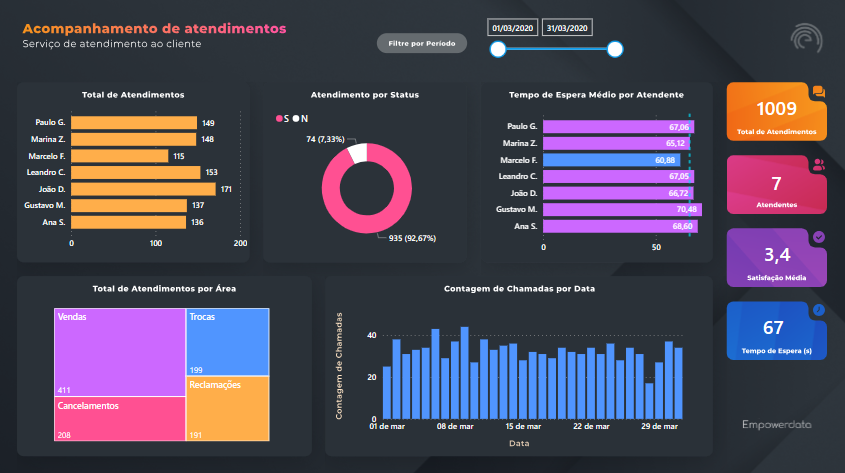 Acompanhamento de atendimentos
Serviço de atendimento ao cliente
Filtre por Período
01/03/2020 31/03/2020
Total de Atendimentos
Paulo G. 149
Marina Z. 148
Marcelo F. 115
Leandro C. 153
João D. 171
Gustavo M. 137
Ana S. 136
0 100 200
Atendimento por Status
S N
74 (7,33%)
935 (92,67%)
Tempo de Espera Médio por Atendente
Paulo G. 67,06
Marina Z. 65,12
Marcelo F. 60,88
Leandro C. 67,05
João D. 66,72
Gustavo M. 70,48
Ana S. 68,60
0 50
1009
Total de Atendimentos
7
Atendentes
3,4
Satisfação Média
67
Tempo de Espera (s)
Total de Atendimentos por Área
Vendas
411
Cancelamentos
208
Trocas
199
Reclamações
191
Contagem de Chamadas por Data
Contagem de Chamadas
40
20
0
01 de mar 08 de mar 15 de mar 22 de mar 29 de mar
Data
Empowerdata